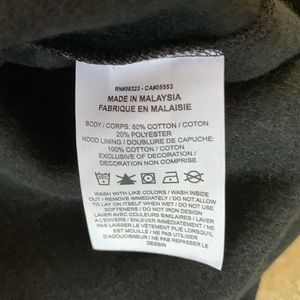 RN#56323 - CA#05553
MADE IN MALAYSIA
FABRIQUE EN MALAISIE
BODY / CORPS: 80% COTTON / COTON
20% POLYESTER
HOOD LINING / DOUBLURE DE CAPUCHE:
100% COTTON / COTON
EXCLUSIVE OF DECORATION /
DECORATION NON COMPRISE
WASH WITH LIKE COLORS / WASH INSIDE
OUT / REMOVE IMMEDIATELY / DO NOT ALLOW
TO LAY ON ITSELF WHEN WET / DO NOT USE
SOFTENERS / DO NOT IRON DESIGN
LAVER AVEC COULEURS SIMILAIRES / LAVER
A L'ENVERS / ENLEVER IMMEDIATEMENT / NE
PAS LAISSER LE VÊTEMENT PLIÉ LORSQU'IL
EST MOUILLE / NE PAS UTILISER
D'ADOUCISSEUR / NE PAS REPASSER LE
DESSIN